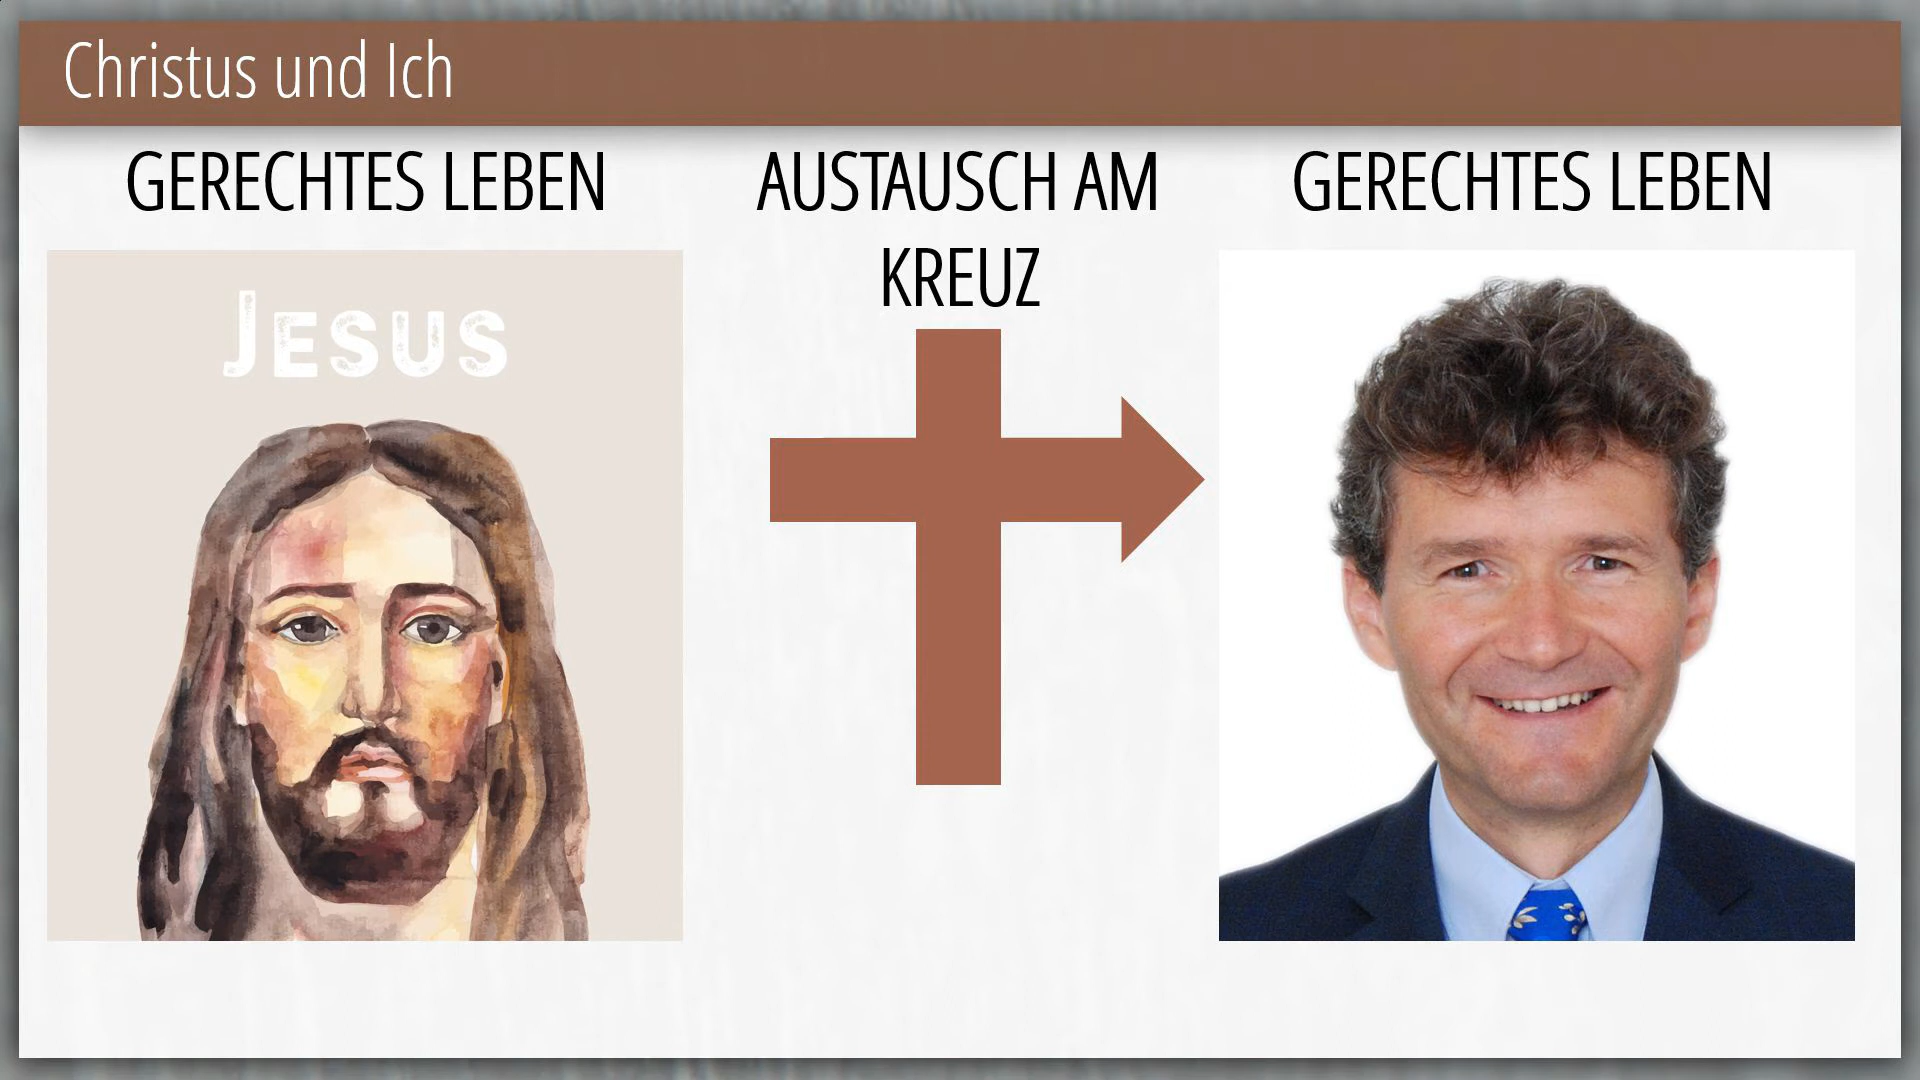 Christus und Ich
GERECHTES LEBEN
JESUS
AUSTAUSCH AM
KREUZ
GERECHTES LEBEN